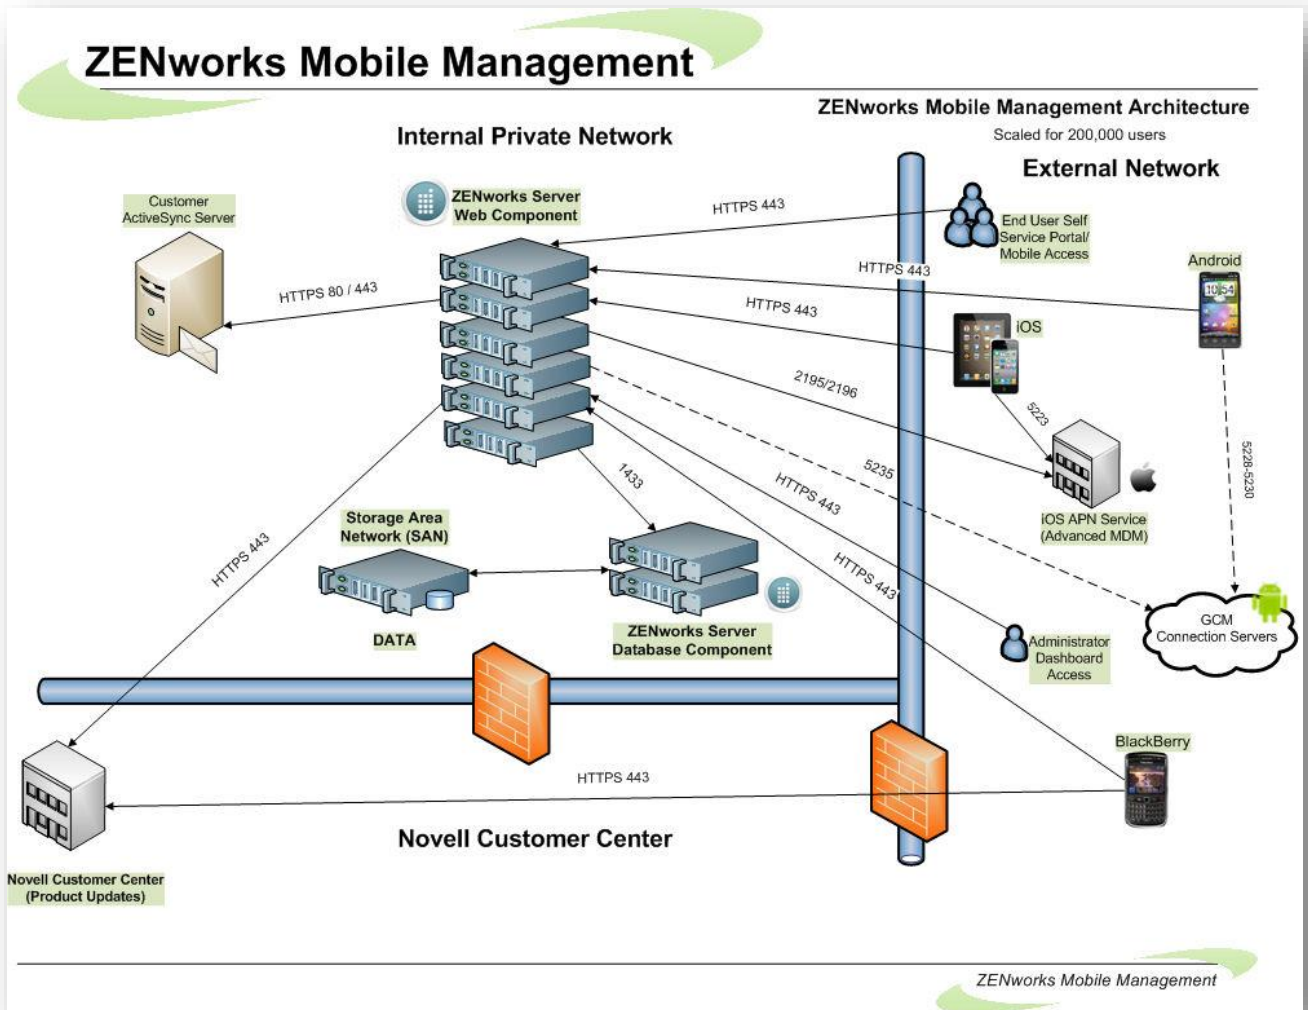 ZENworks Mobile Management
ZENworks Mobile Management Architecture
Scaled for 200,000 users
Internal Private Network
External Network
Customer
ActiveSync Server
ZENworks Server
Web Component
HTTPS 443
End User Self
Service Portal/
Mobile Access
Android
10:54
HTTPS 443
HTTPS 80 / 443
HTTPS 443
iOS
2195/2196
5223
5235
5228-5230
HTTPS 443
iOS APN Service
(Advanced MDM)
1433
Storage Area
Network (SAN)
HTTPS 443
HTTPS 443
DATA
ZENworks Server
Database Component
GCM
Connection Servers
Administrator
Dashboard
Access
BlackBerry
HTTPS 443
Novell Customer Center
Novell Customer Center
(Product Updates)
ZENworks Mobile Management